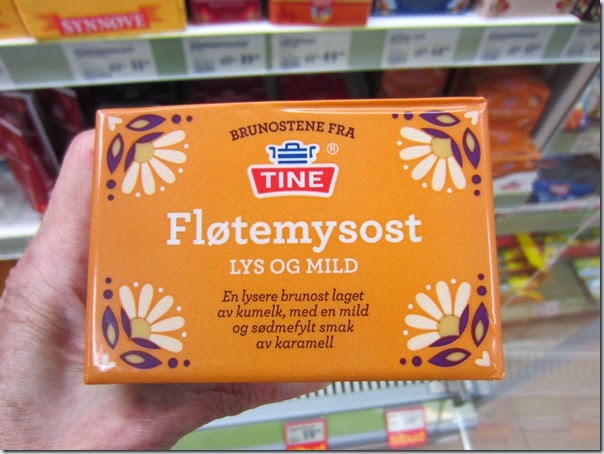 SYNNØVE
BRUNOSTENE FRA
TINE®
Fløtemysost
LYS OG MILD
En lysere brunost laget
av kumelk, med en mild
og sødmefylt smak
av karamell
tilbud